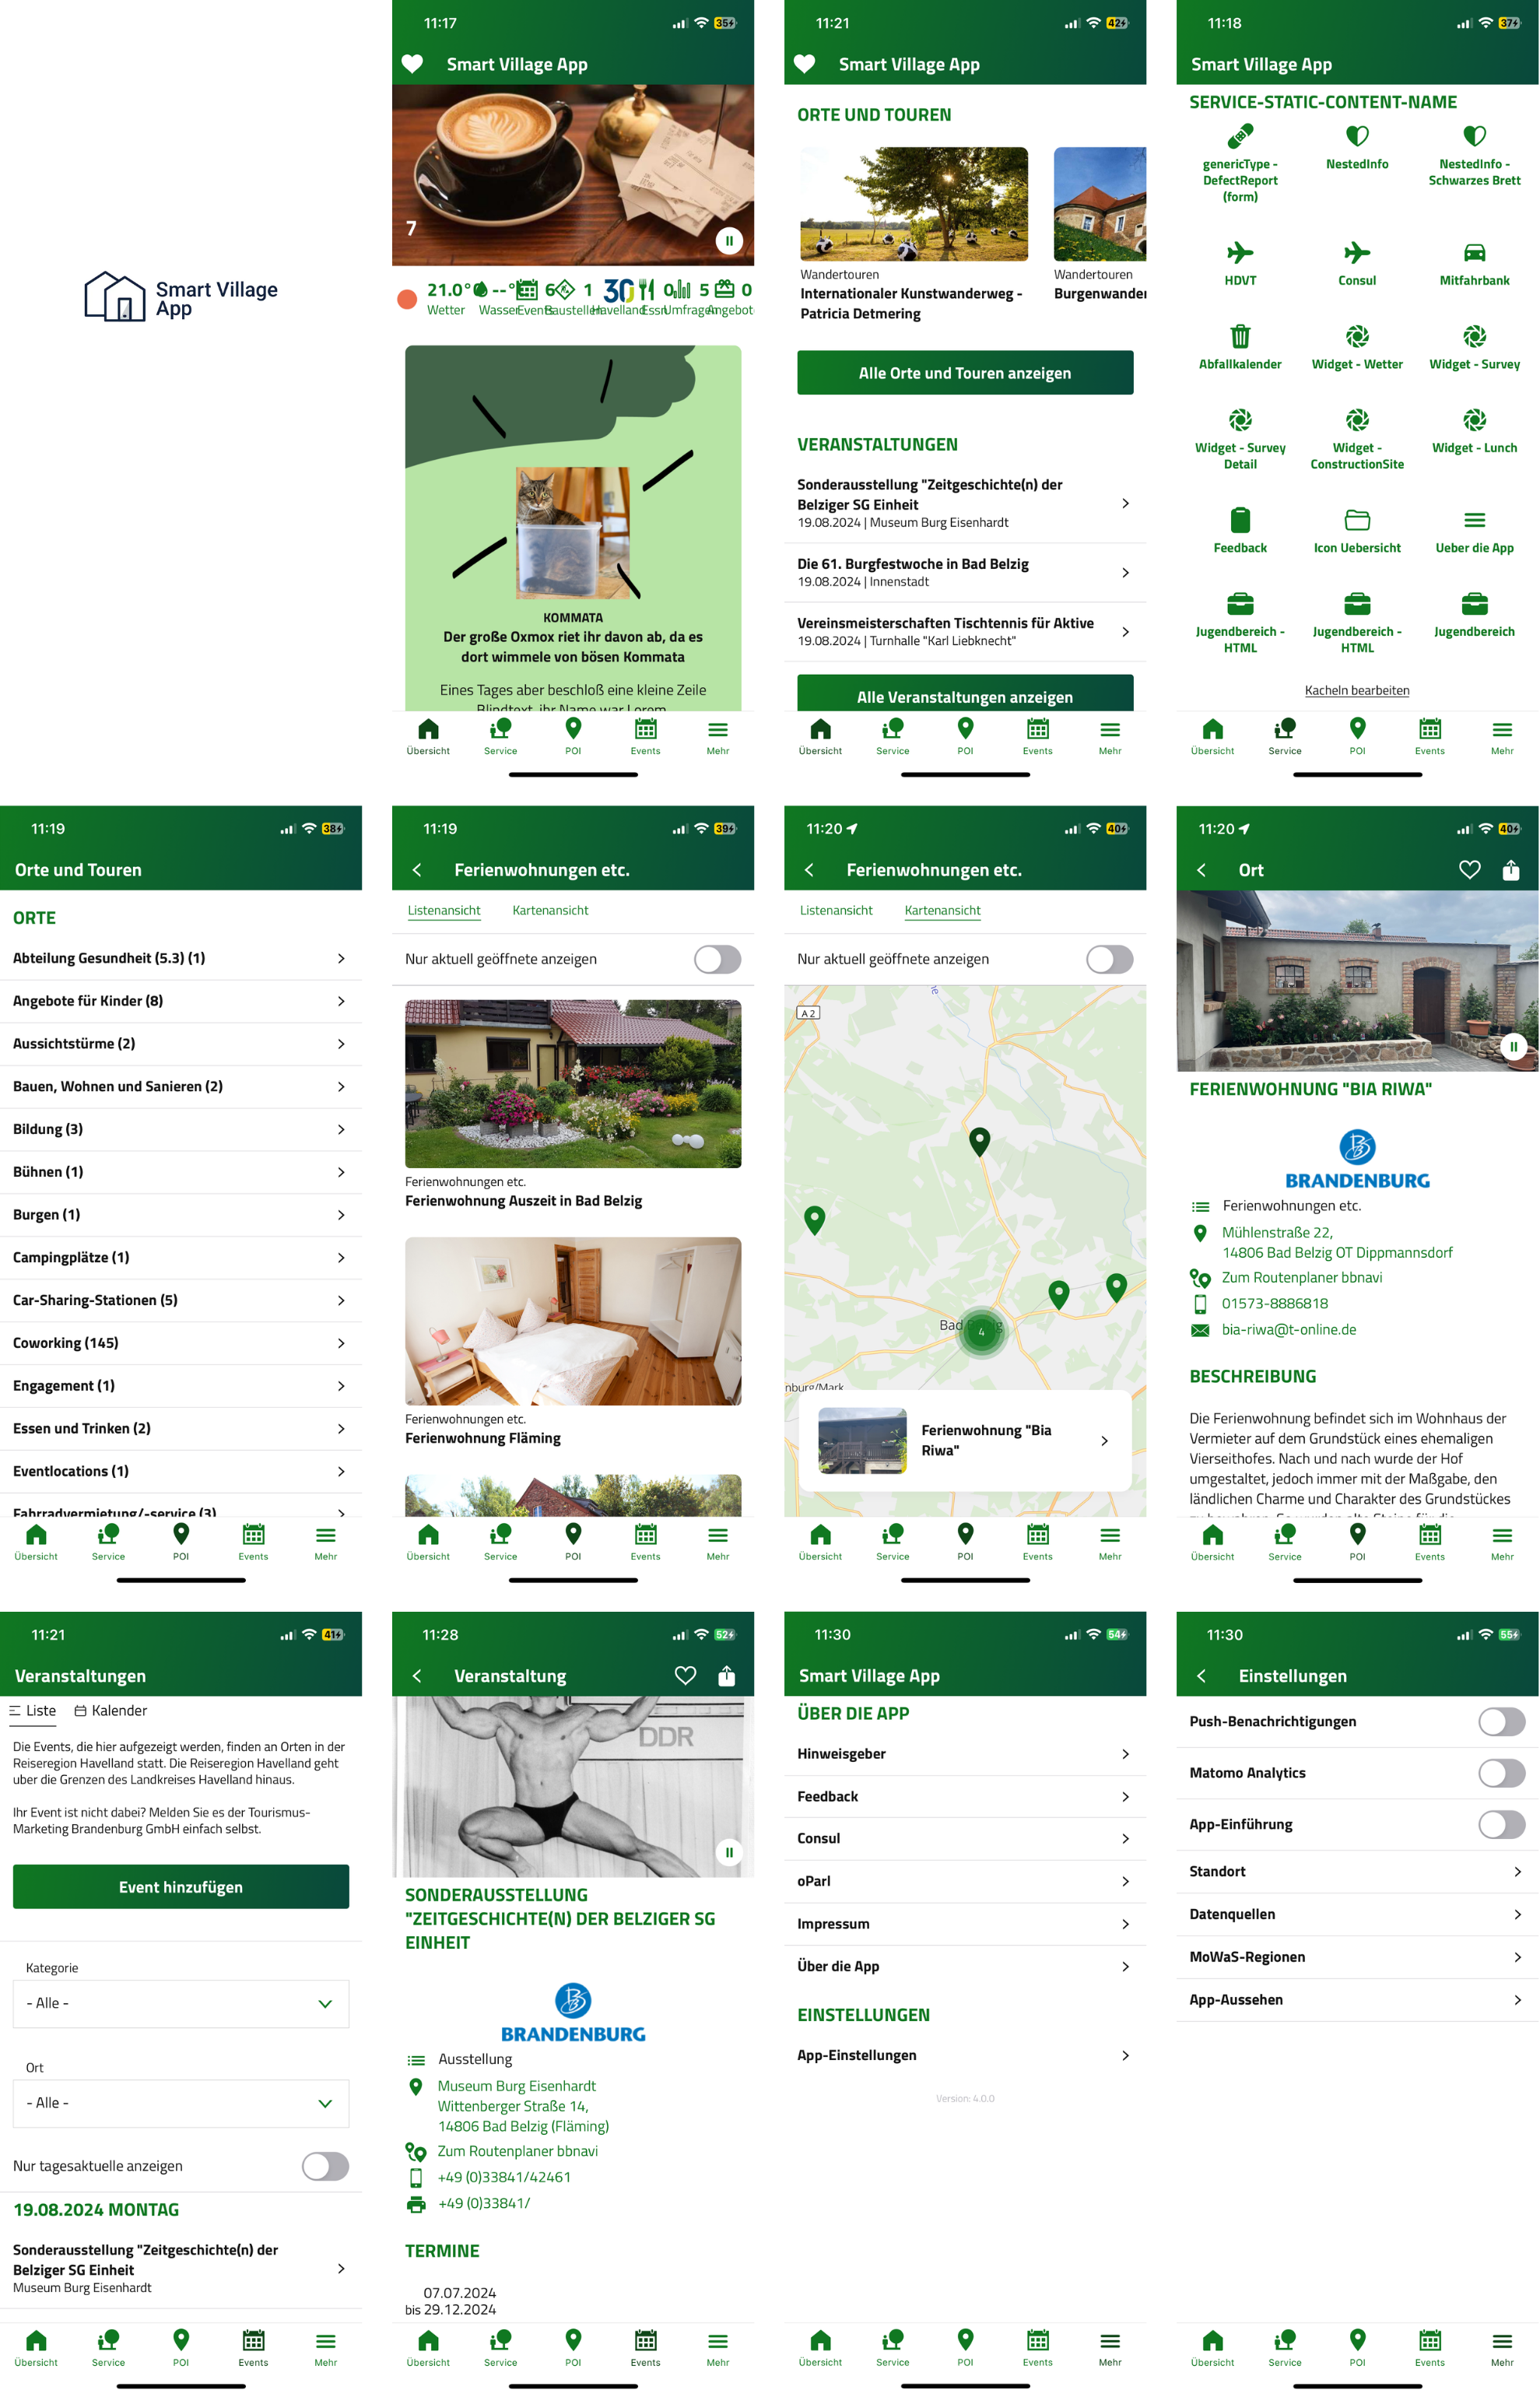 Smart Village
App
11:17
35
Smart Village App
7
21.0°
--°
6
1
30
0
5
0
Wetter
Wasser
Events
Baustellen
Havelland
Essn
Umfragen
Angebot
KOMMATA
Der große Oxmox riet ihr davon ab, da es
dort wimmele von bösen Kommata
Eines Tages aber beschloß eine kleine Zeile
Blindtext, ihr Name war Lorem
Übersicht
Service
POI
Events
Mehr
11:21
42
Smart Village App
ORTE UND TOUREN
Wandertouren
Internationaler Kunstwanderweg -
Patricia Detmering
Wandertouren
Burgenwander
Alle Orte und Touren anzeigen
VERANSTALTUNGEN
Sonderausstellung "Zeitgeschichte(n) der
Belziger SG Einheit
19.08.2024 | Museum Burg Eisenhardt
Die 61. Burgfestwoche in Bad Belzig
19.08.2024 | Innenstadt
Vereinsmeisterschaften Tischtennis für Aktive
19.08.2024 | Turnhalle "Karl Liebknecht"
Alle Veranstaltungen anzeigen
Übersicht
Service
POI
Events
Mehr
11:18
37
Smart Village App
SERVICE-STATIC-CONTENT-NAME
genericType -
DefectReport
(form)
NestedInfo
NestedInfo -
Schwarzes Brett
HDVT
Consul
Mitfahrbank
Abfallkalender
Widget - Wetter
Widget - Survey
Widget - Survey
Detail
Widget -
ConstructionSite
Widget - Lunch
Feedback
Icon Uebersicht
Ueber die App
Jugendbereich -
HTML
Jugendbereich -
HTML
Jugendbereich
Kacheln bearbeiten
Übersicht
Service
POI
Events
Mehr
11:19
38
Orte und Touren
ORTE
Abteilung Gesundheit (5.3) (1)
Angebote für Kinder (8)
Aussichtstürme (2)
Bauen, Wohnen und Sanieren (2)
Bildung (3)
Bühnen (1)
Burgen (1)
Campingplätze (1)
Car-Sharing-Stationen (5)
Coworking (145)
Engagement (1)
Essen und Trinken (2)
Eventlocations (1)
Fahrradvermietung/-service (3)
Übersicht
Service
POI
Events
Mehr
11:19
39
Ferienwohnungen etc.
Listenansicht
Kartenansicht
Nur aktuell geöffnete anzeigen
Ferienwohnungen etc.
Ferienwohnung Auszeit in Bad Belzig
Ferienwohnungen etc.
Ferienwohnung Fläming
Übersicht
Service
POI
Events
Mehr
11:20
40
Ferienwohnungen etc.
Listenansicht
Kartenansicht
Nur aktuell geöffnete anzeigen
A 2
Bad
4
nburg/Mark
Ferienwohnung "Bia
Riwa"
Übersicht
Service
POI
Events
Mehr
11:20
40
Ort
FERIENWOHNUNG "BIA RIWA"
BRANDENBURG
Ferienwohnungen etc.
Mühlenstraße 22,
14806 Bad Belzig OT Dippmannsdorf
Zum Routenplaner bbnavi
01573-8886818
bia-riwa@t-online.de
BESCHREIBUNG
Die Ferienwohnung befindet sich im Wohnhaus der
Vermieter auf dem Grundstück eines ehemaligen
Vierseithofes. Nach und nach wurde der Hof
umgestaltet, jedoch immer mit der Maßgabe, den
ländlichen Charme und Charakter des Grundstückes
Übersicht
Service
POI
Events
Mehr
11:21
41
Veranstaltungen
Liste
Kalender
Die Events, die hier aufgezeigt werden, finden an Orten in der
Reiseregion Havelland statt. Die Reiseregion Havelland geht
uber die Grenzen des Landkreises Havelland hinaus.
Ihr Event ist nicht dabei? Melden Sie es der Tourismus-
Marketing Brandenburg GmbH einfach selbst.
Event hinzufügen
Kategorie
- Alle -
Ort
- Alle -
Nur tagesaktuelle anzeigen
19.08.2024 MONTAG
Sonderausstellung "Zeitgeschichte(n) der
Belziger SG Einheit
Museum Burg Eisenhardt
Übersicht
Service
POI
Events
Mehr
11:28
52
Veranstaltung
DDR
SONDERAUSSTELLUNG
"ZEITGESCHICHTE(N) DER BELZIGER SG
EINHEIT
BRANDENBURG
Ausstellung
Museum Burg Eisenhardt
Wittenberger Straße 14,
14806 Bad Belzig (Fläming)
Zum Routenplaner bbnavi
+49 (0)33841/42461
+49 (0)33841/
TERMINE
07.07.2024
bis 29.12.2024
Übersicht
Service
POI
Events
Mehr
11:30
54
Smart Village App
ÜBER DIE APP
Hinweisgeber
Feedback
Consul
oParl
Impressum
Über die App
EINSTELLUNGEN
App-Einstellungen
Version: 4.0.0
Übersicht
Service
POI
Events
Mehr
11:30
55
Einstellungen
Push-Benachrichtigungen
Matomo Analytics
App-Einführung
Standort
Datenquellen
MoWaS-Regionen
App-Aussehen
Übersicht
Service
POI
Events
Mehr